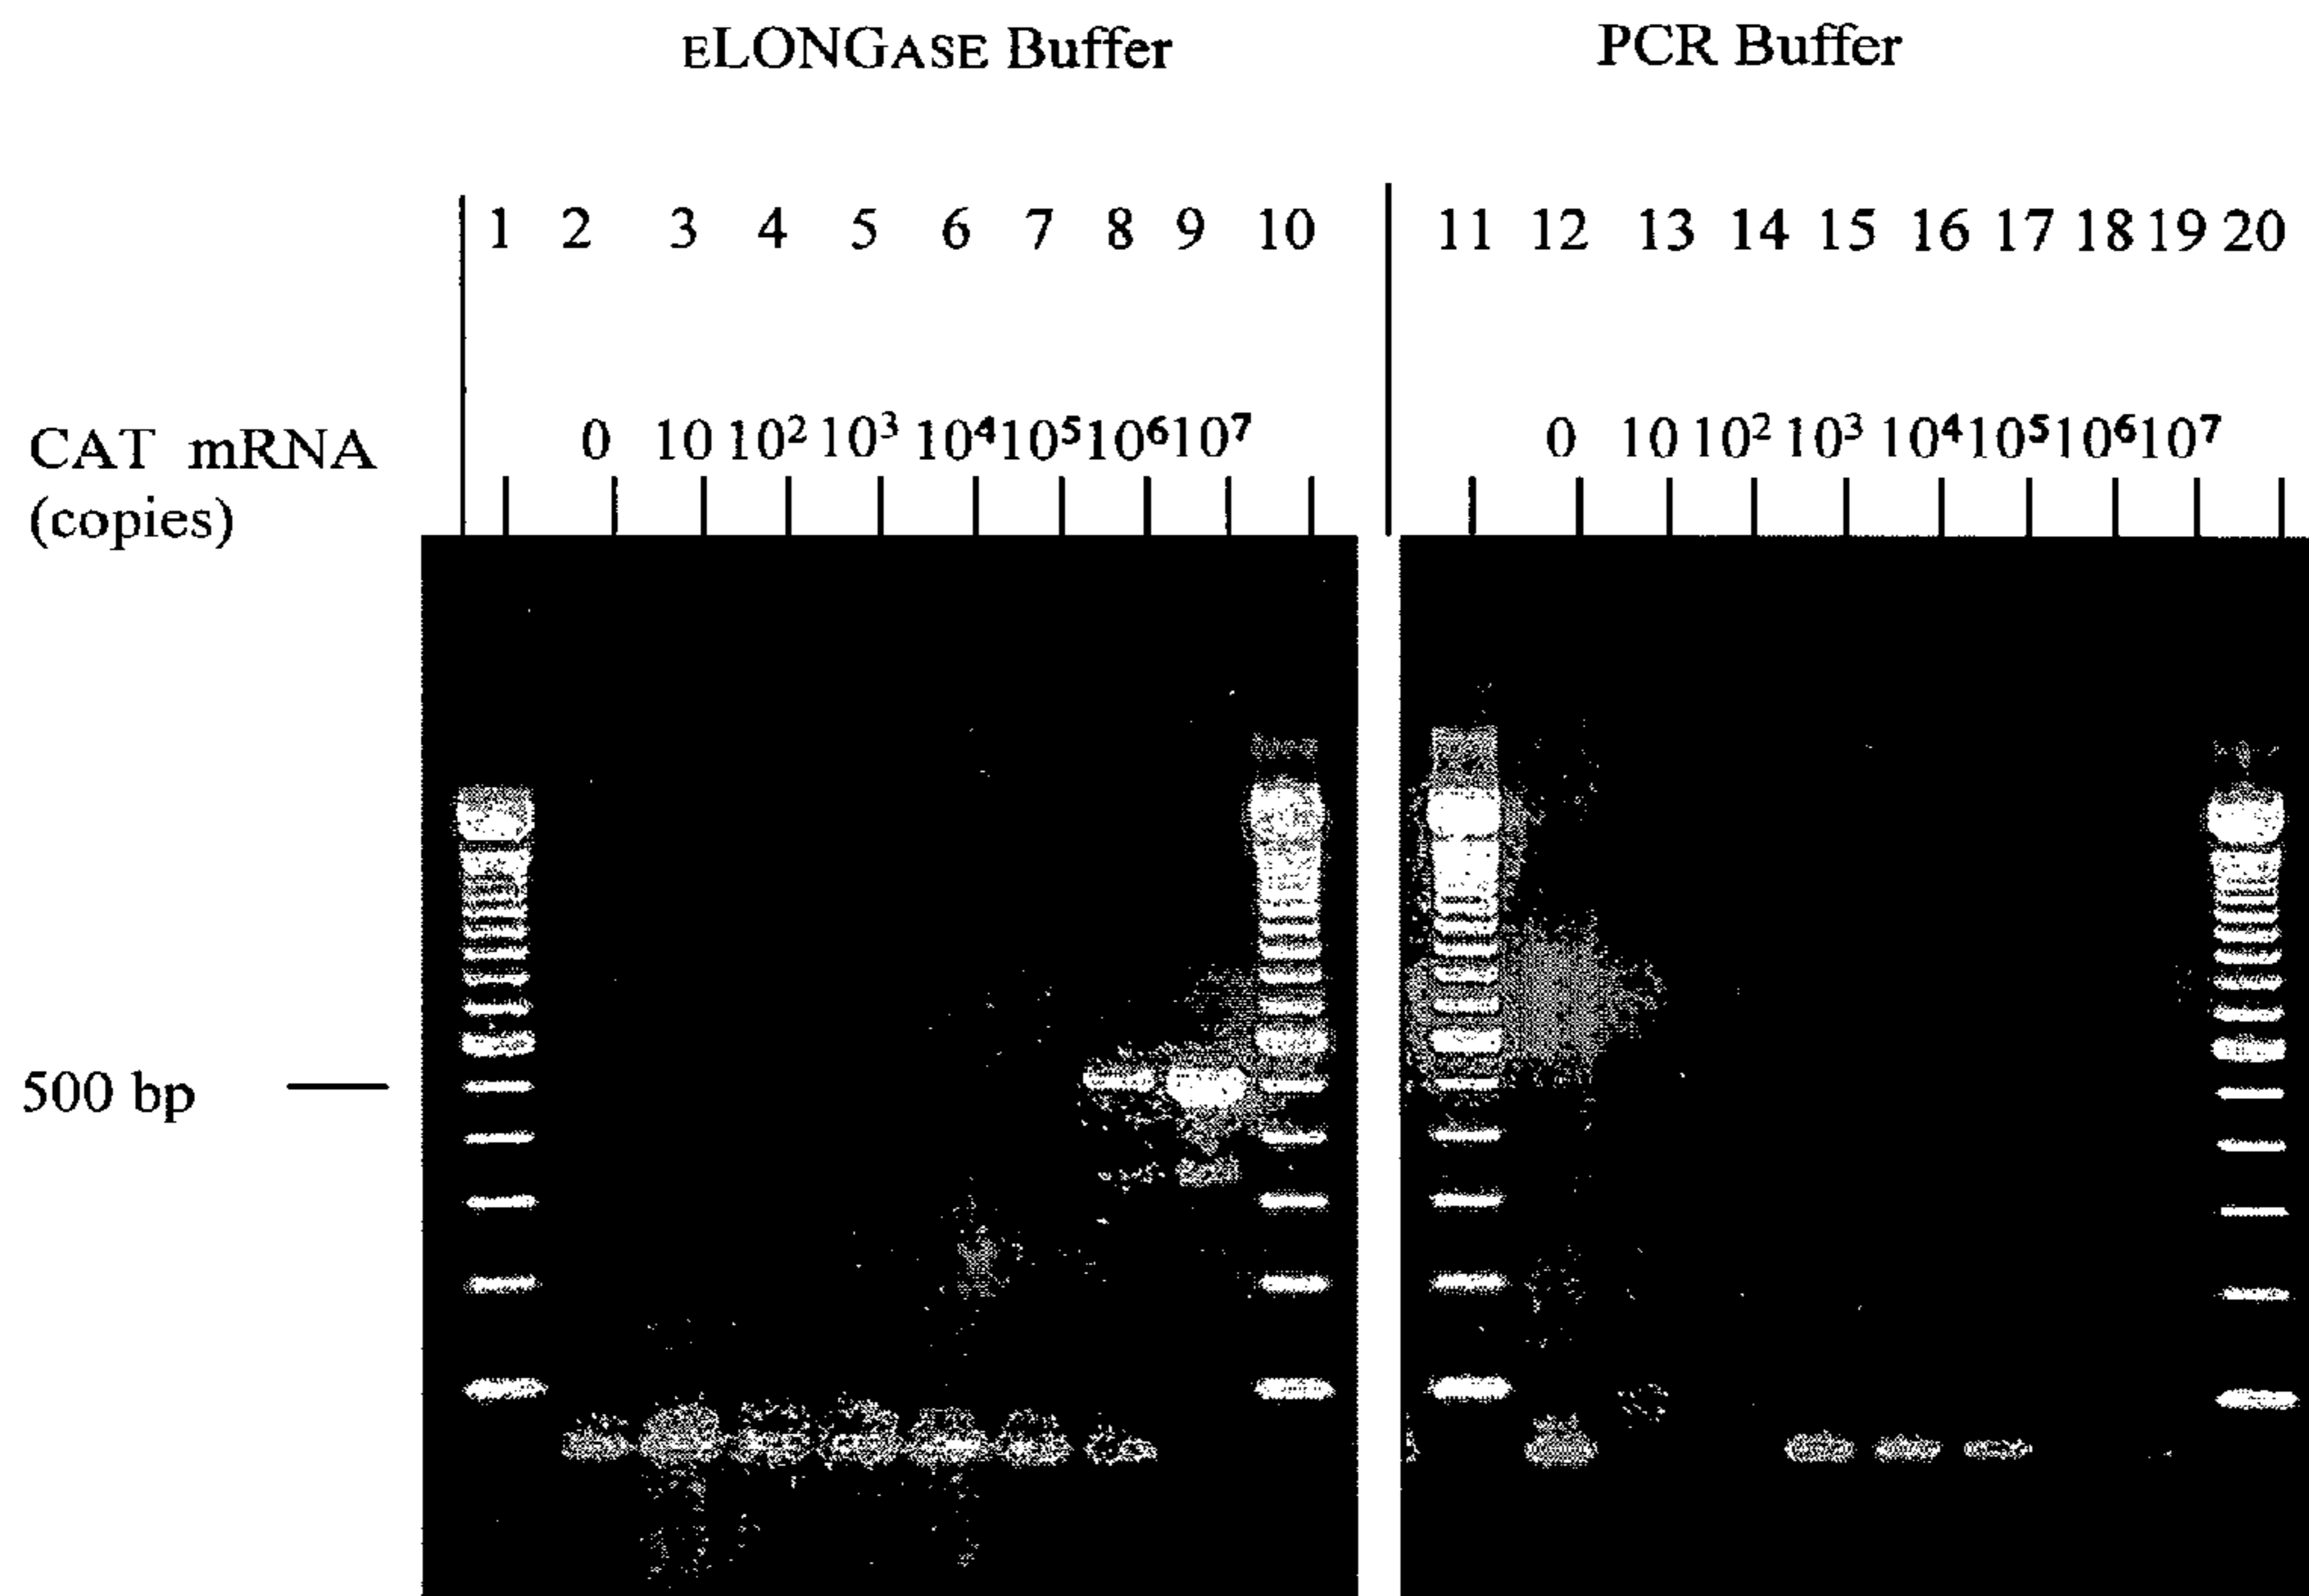 ELONGASE Buffer PCR Buffer
1 2 3 4 5 6 7 8 9 10 11 12 13 14 15 16 17 18 19 20
CAT mRNA 0 10 10² 10³ 10⁴ 10⁵ 10⁶ 10⁷ 0 10 10² 10³ 10⁴ 10⁵ 10⁶ 10⁷
(copies)
500 bp